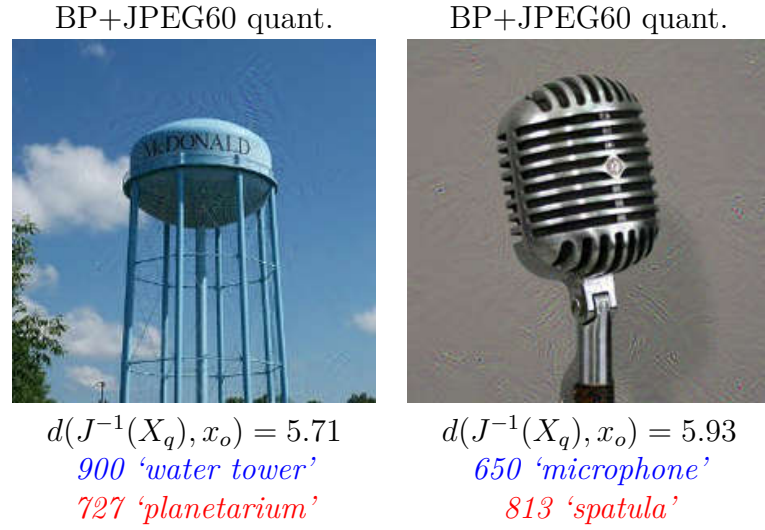 BP+JPEG60 quant.
BP+JPEG60 quant.
McDONALD
d(J⁻¹(X_q), x_o) = 5.71
d(J⁻¹(X_q), x_o) = 5.93
900 ‘water tower’
650 ‘microphone’
727 ‘planetarium’
813 ‘spatula’